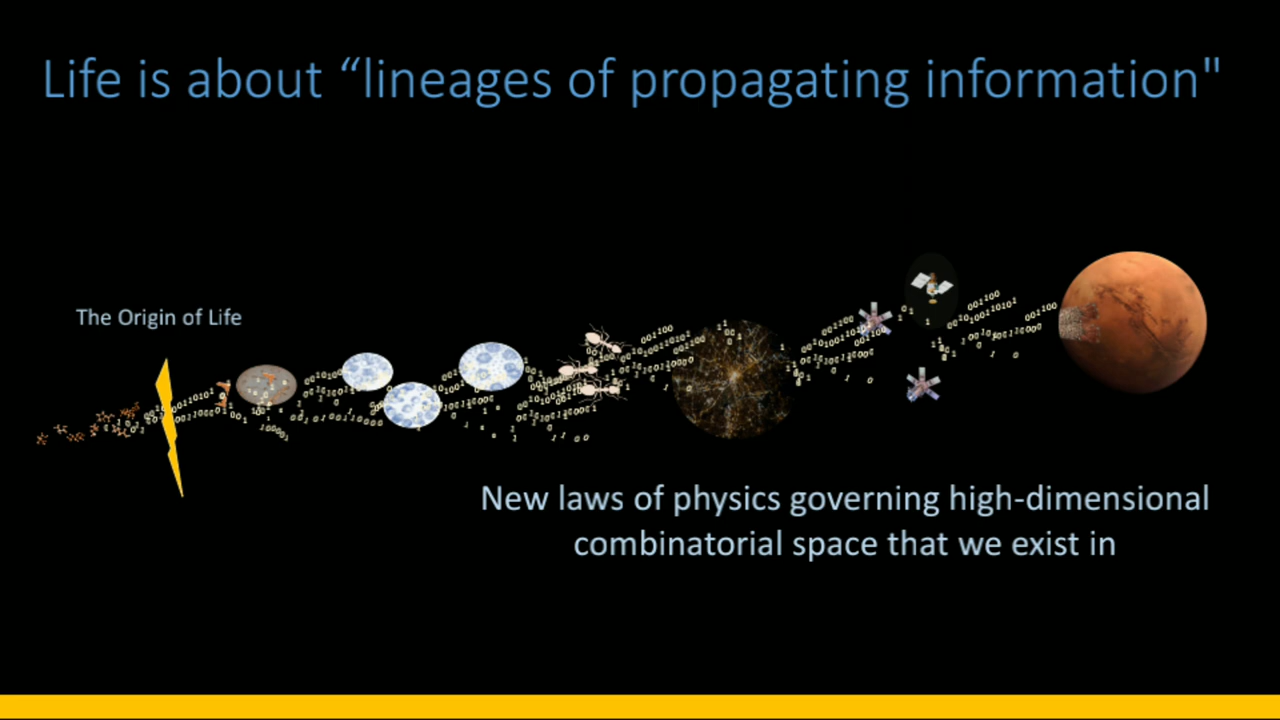 Life is about “lineages of propagating information"
The Origin of Life
New laws of physics governing high-dimensional
combinatorial space that we exist in